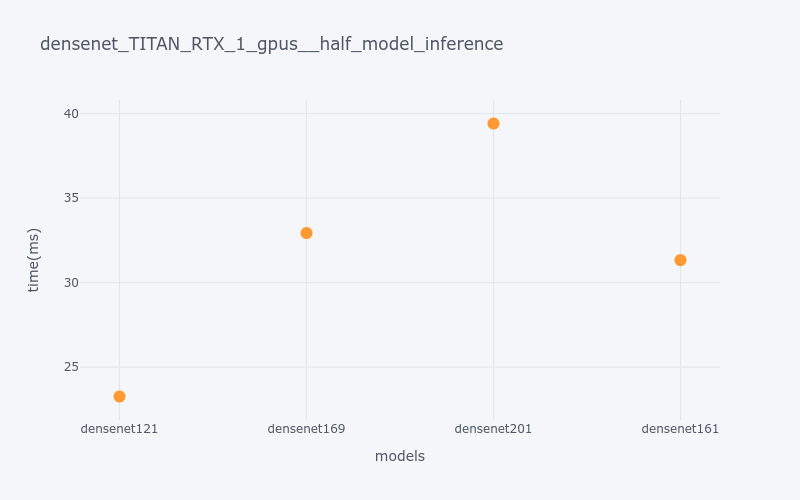 densenet_TITAN_RTX_1_gpus__half_model_inference
40
35
30
25
time(ms)
densenet121
densenet169
densenet201
densenet161
models